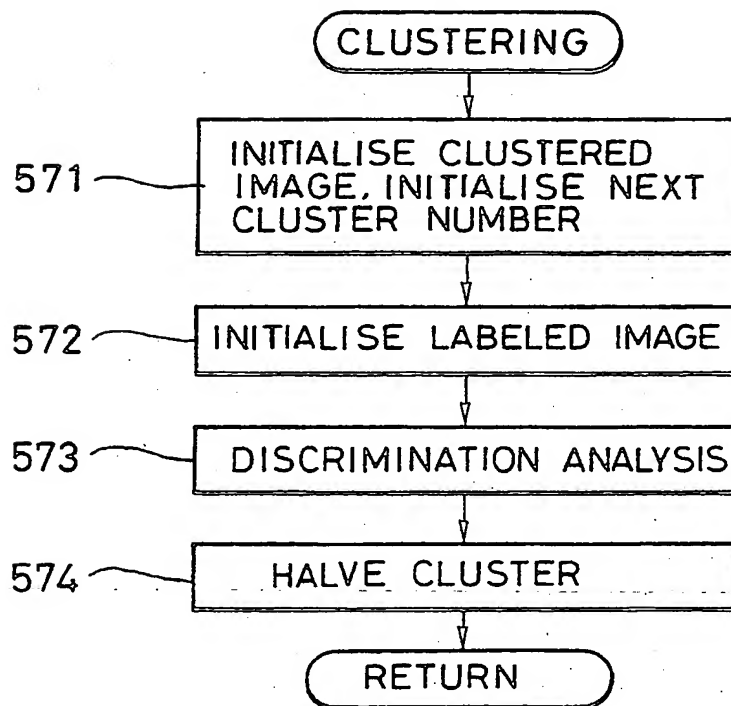 CLUSTERING
571
INITIALISE CLUSTERED
IMAGE, INITIALISE NEXT
CLUSTER NUMBER
572
INITIALISE LABELED IMAGE
573
DISCRIMINATION ANALYSIS
574
HALVE CLUSTER
RETURN